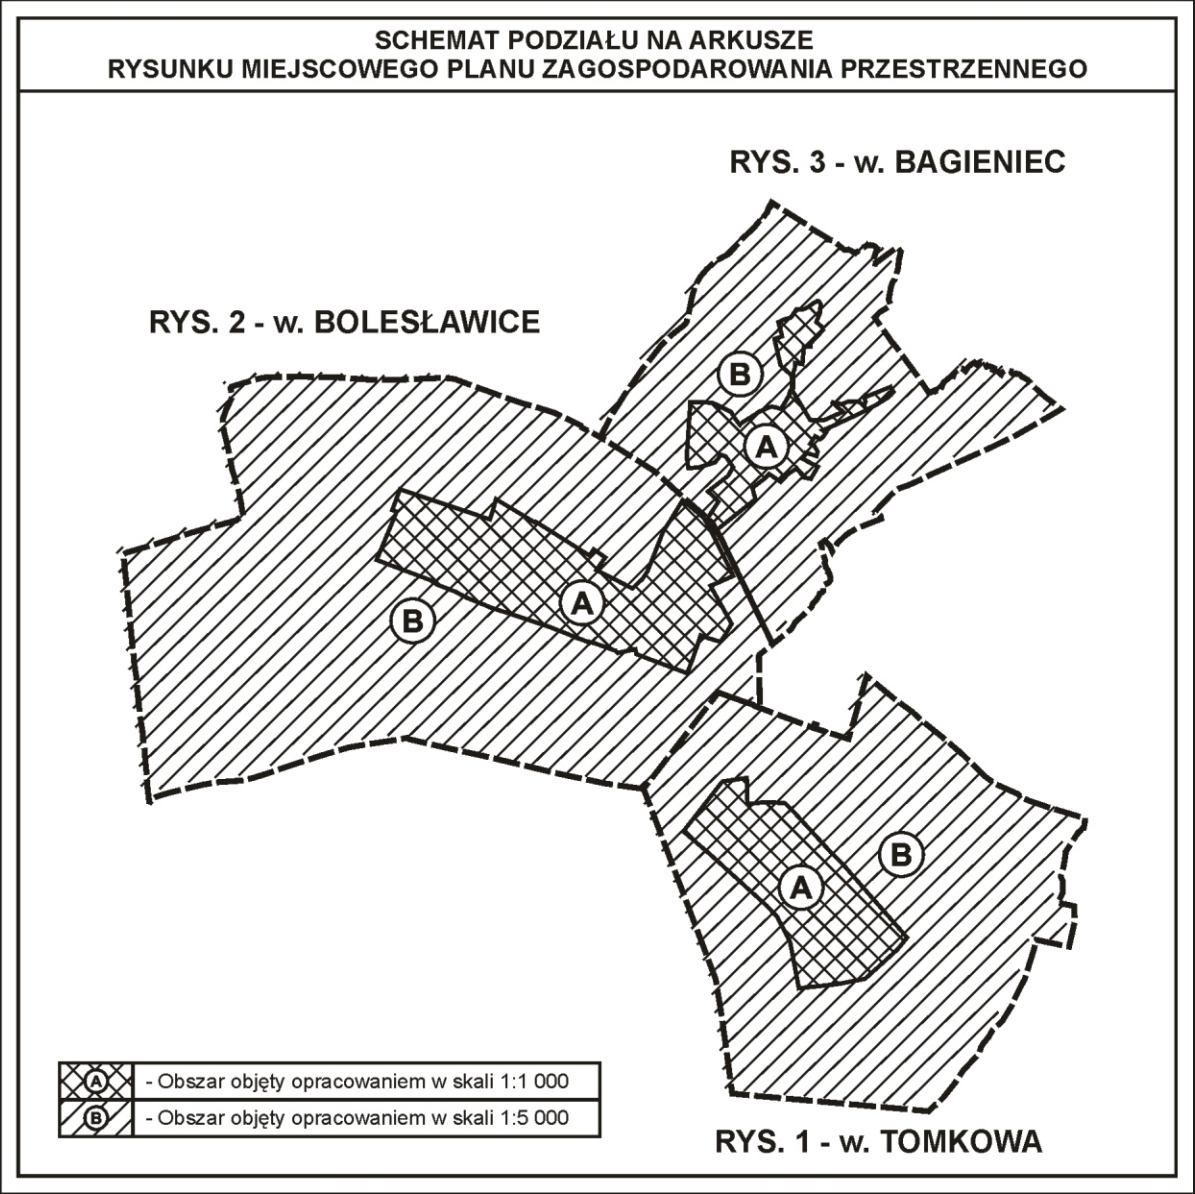 SCHEMAT PODZIAŁU NA ARKUSZE
RYSUNKU MIEJSCOWEGO PLANU ZAGOSPODAROWANIA PRZESTRZENNEGO
RYS. 3 - w. BAGIENIEC
RYS. 2 - w. BOLESŁAWICE
B
A
A
B
B
A
A - Obszar objęty opracowaniem w skali 1:1 000
B - Obszar objęty opracowaniem w skali 1:5 000
RYS. 1 - w. TOMKOWA